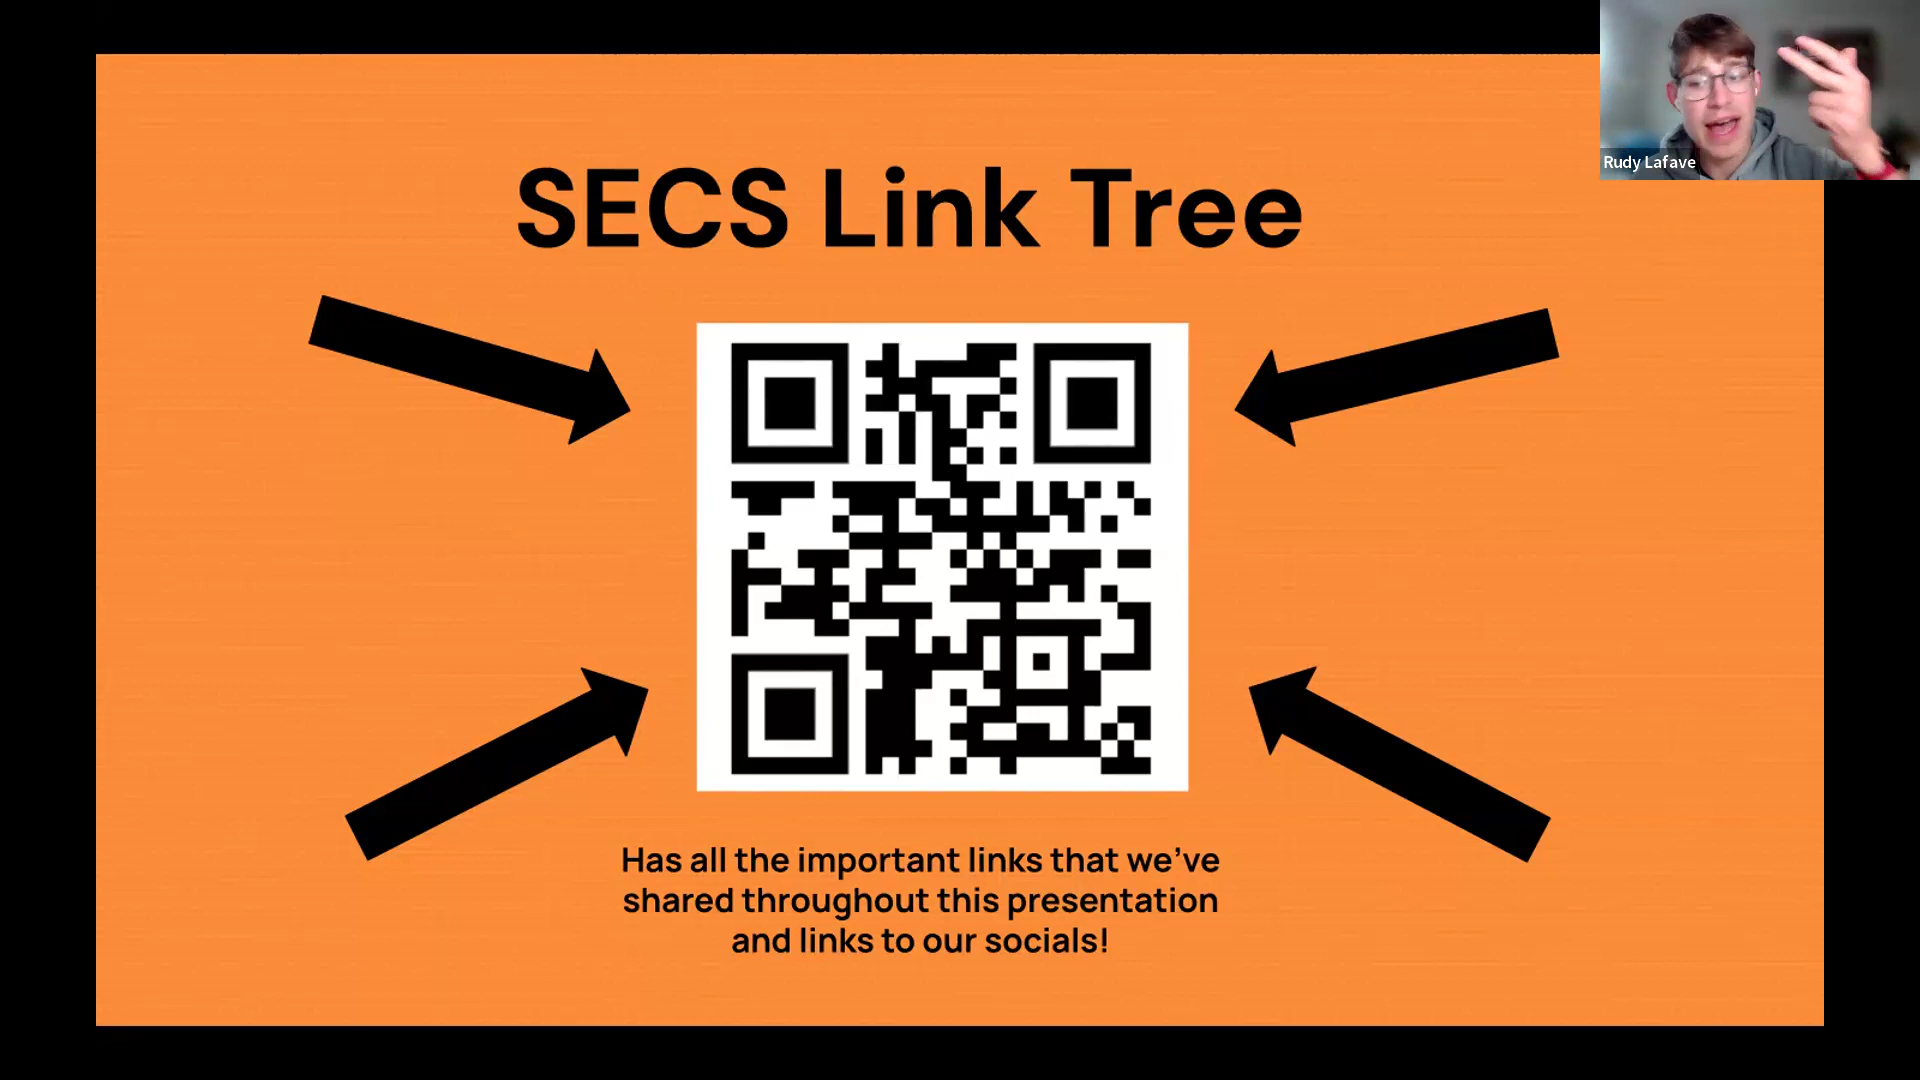 SECS Link Tree
Rudy Lafave
Has all the important links that we’ve
shared throughout this presentation
and links to our socials!